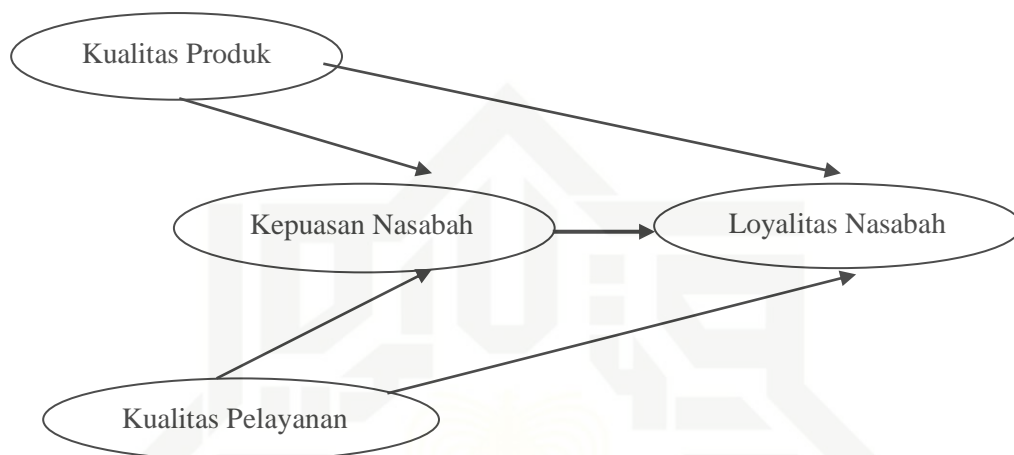 Kualitas Produk
Kepuasan Nasabah
Loyalitas Nasabah
Kualitas Pelayanan